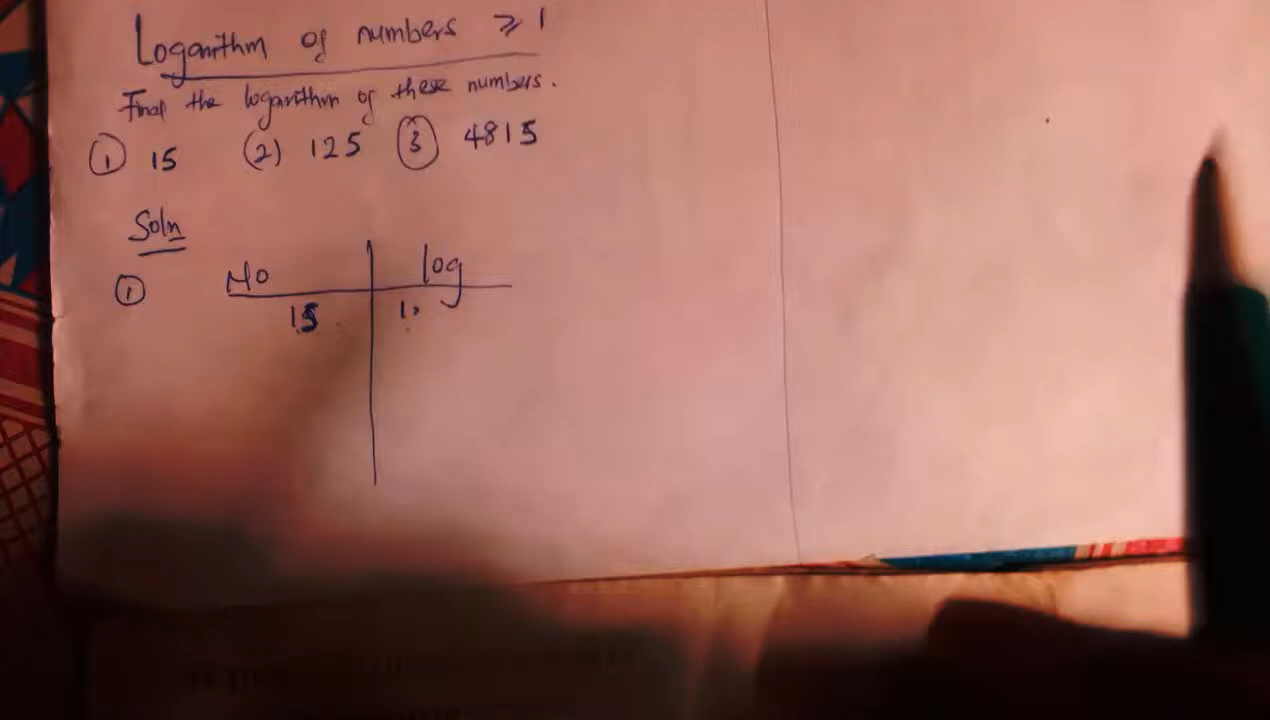 Logarithm of numbers ⩾ 1
Find the logarithm of these numbers.
① 15 (2) 125 ③ 4815
Soln
① No log
15 1.